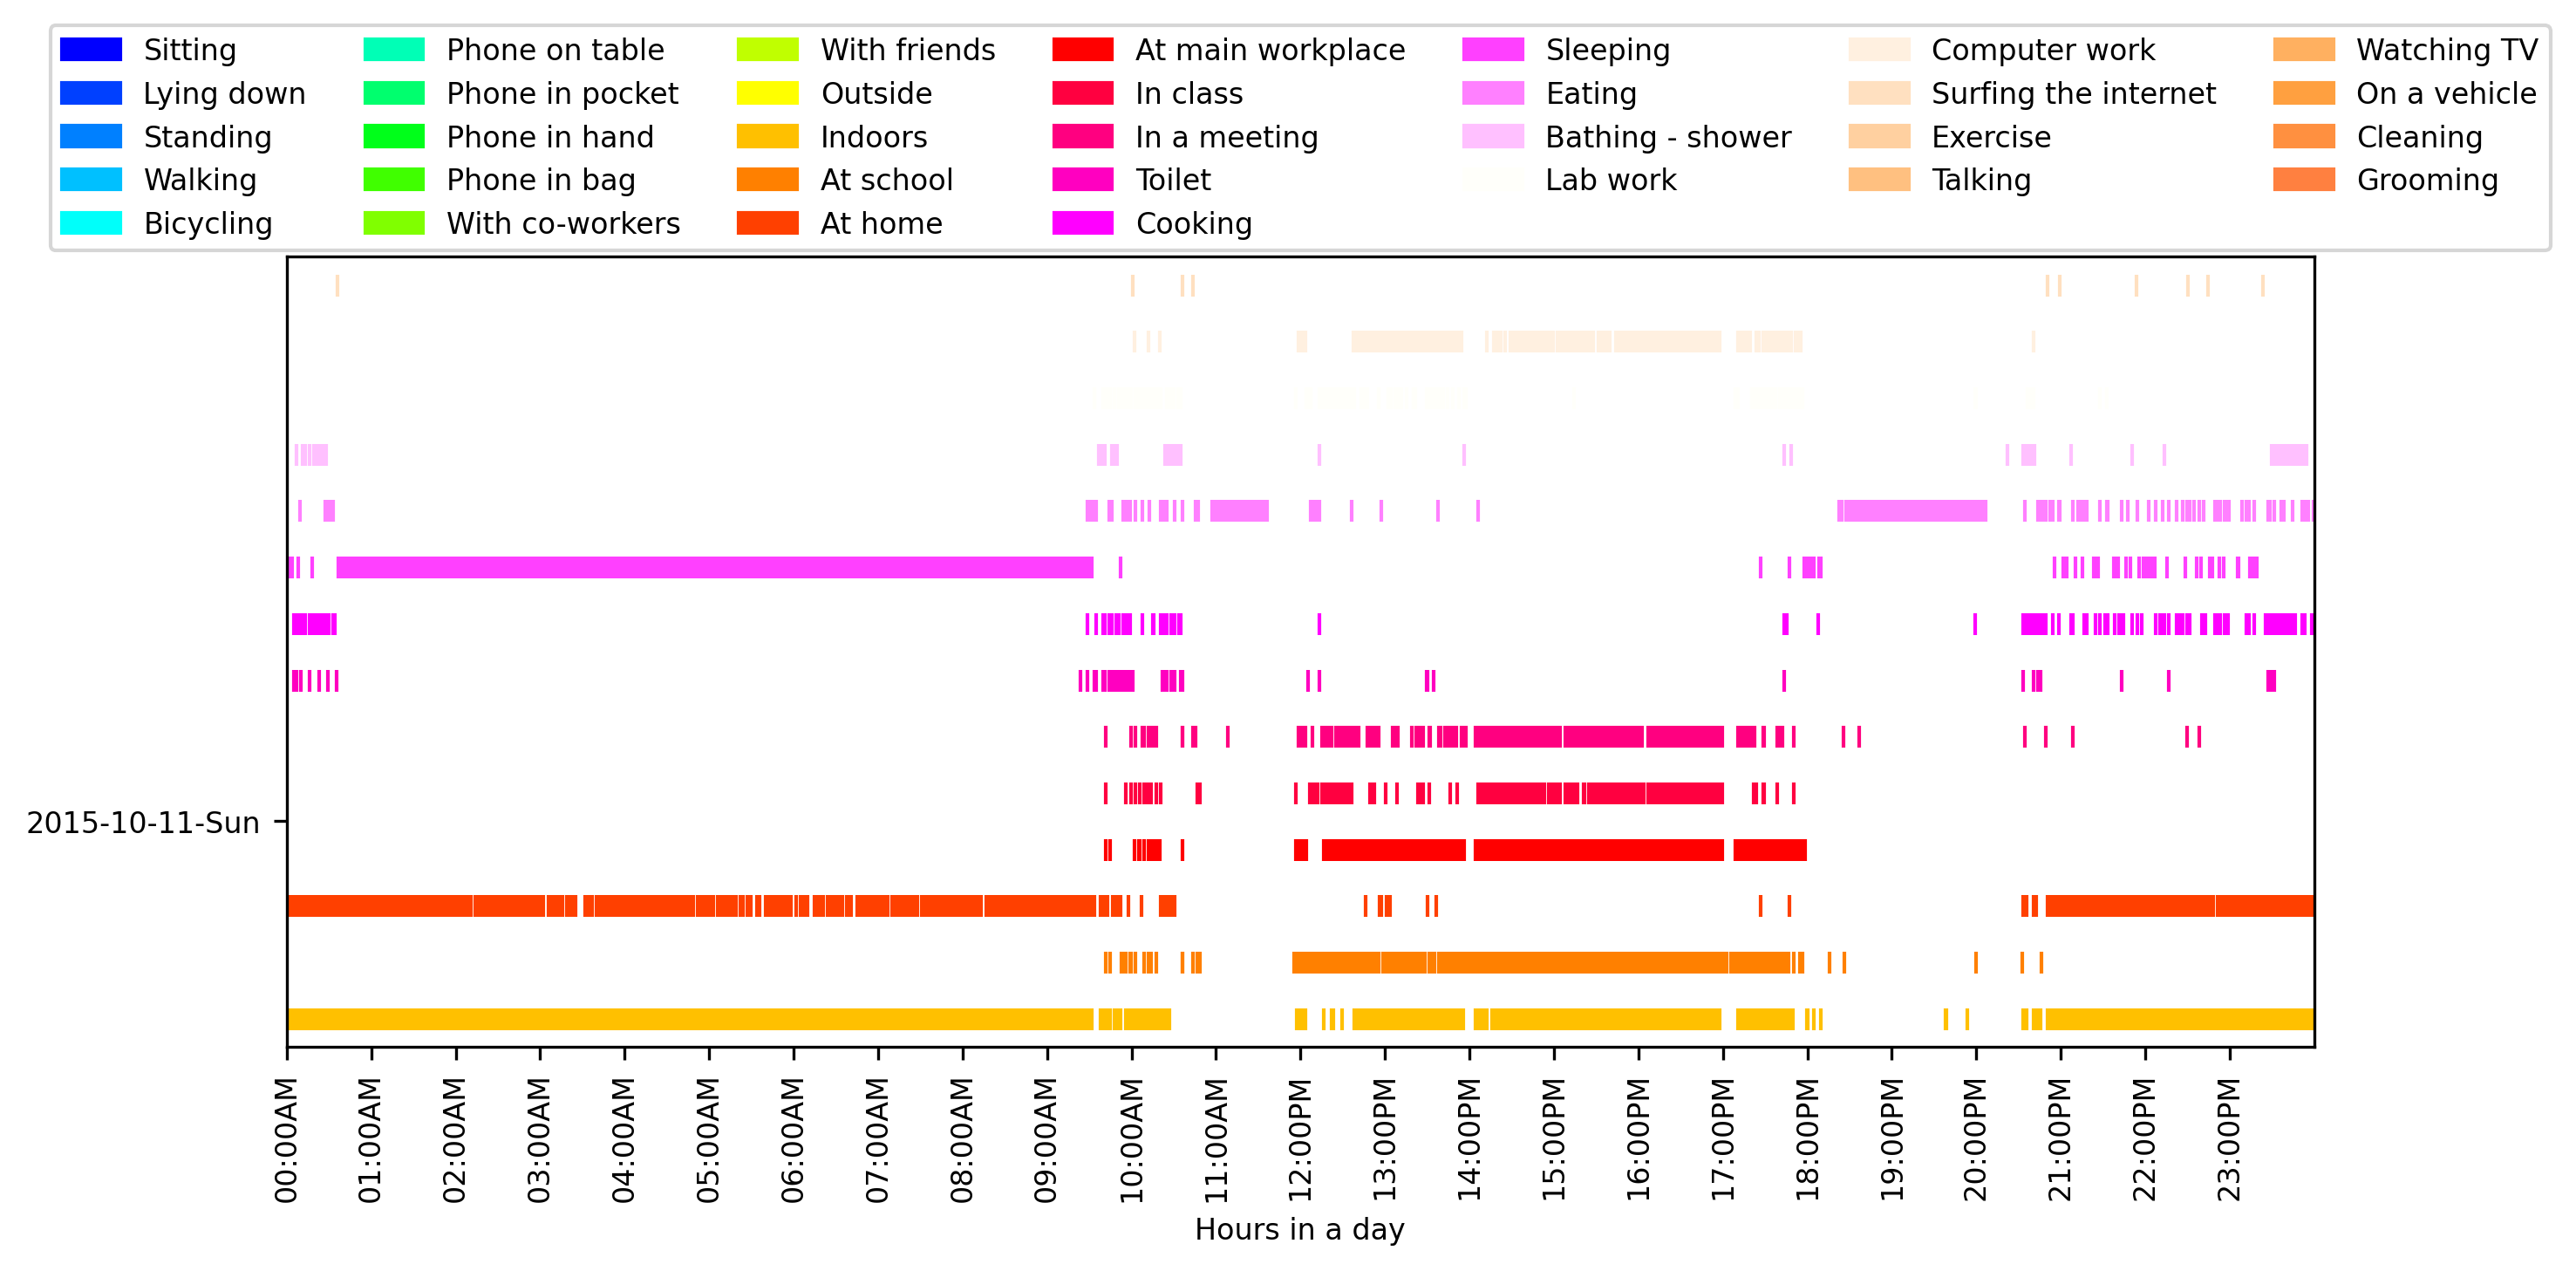 Sitting
Lying down
Standing
Walking
Bicycling
Phone on table
Phone in pocket
Phone in hand
Phone in bag
With co-workers
With friends
Outside
Indoors
At school
At home
At main workplace
In class
In a meeting
Toilet
Cooking
Sleeping
Eating
Bathing - shower
Lab work
Computer work
Surfing the internet
Exercise
Talking
Watching TV
On a vehicle
Cleaning
Grooming
2015-10-11-Sun
00:00AM
01:00AM
02:00AM
03:00AM
04:00AM
05:00AM
06:00AM
07:00AM
08:00AM
09:00AM
10:00AM
11:00AM
12:00PM
13:00PM
14:00PM
15:00PM
16:00PM
17:00PM
18:00PM
19:00PM
20:00PM
21:00PM
22:00PM
23:00PM
Hours in a day